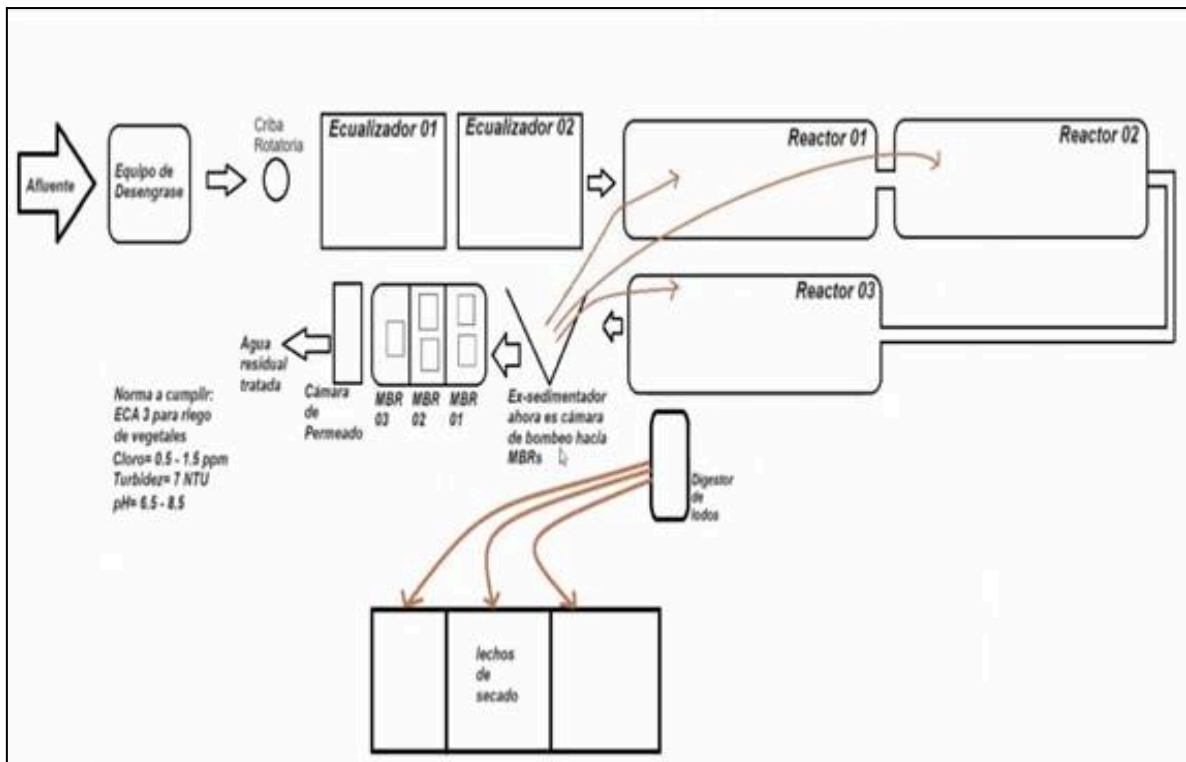 Afluente
Equipo de
Desengrase
Criba
Rotatoria
Ecualizador 01
Ecualizador 02
Reactor 01
Reactor 02
Reactor 03
Agua
residual
tratada
Norma a cumplir:
ECA 3 para riego
de vegetales
Cloro= 0.5 - 1.5 ppm
Turbidez= 7 NTU
pH= 6.5 - 8.5
Cámara
de
Permeado
MBR
03
MBR
02
MBR
01
Ex-sedimentador
ahora es cámara
de bombeo hacía
MBRs
Digestor
de
lodos
lechos
de
secado